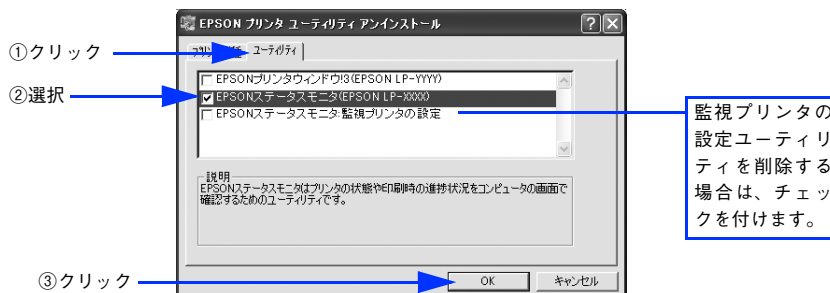 EPSON プリンタ ユーティリティ アンインストール
①クリック
ユーティリティ
EPSONプリンタウィンドウ!3(EPSON LP-YYYY)
②選択
EPSONステータスモニタ(EPSON LP-XXXX)
EPSONステータスモニタ:監視プリンタの設定
監視プリンタの
設定ユーティリ
ティを削除する
場合は、チェッ
クを付けます。
説明
EPSONステータスモニタはプリンタの状態や印刷時の進捗状況をコンピュータの画面で
確認するためのユーティリティです。
③クリック
OK
キャンセル